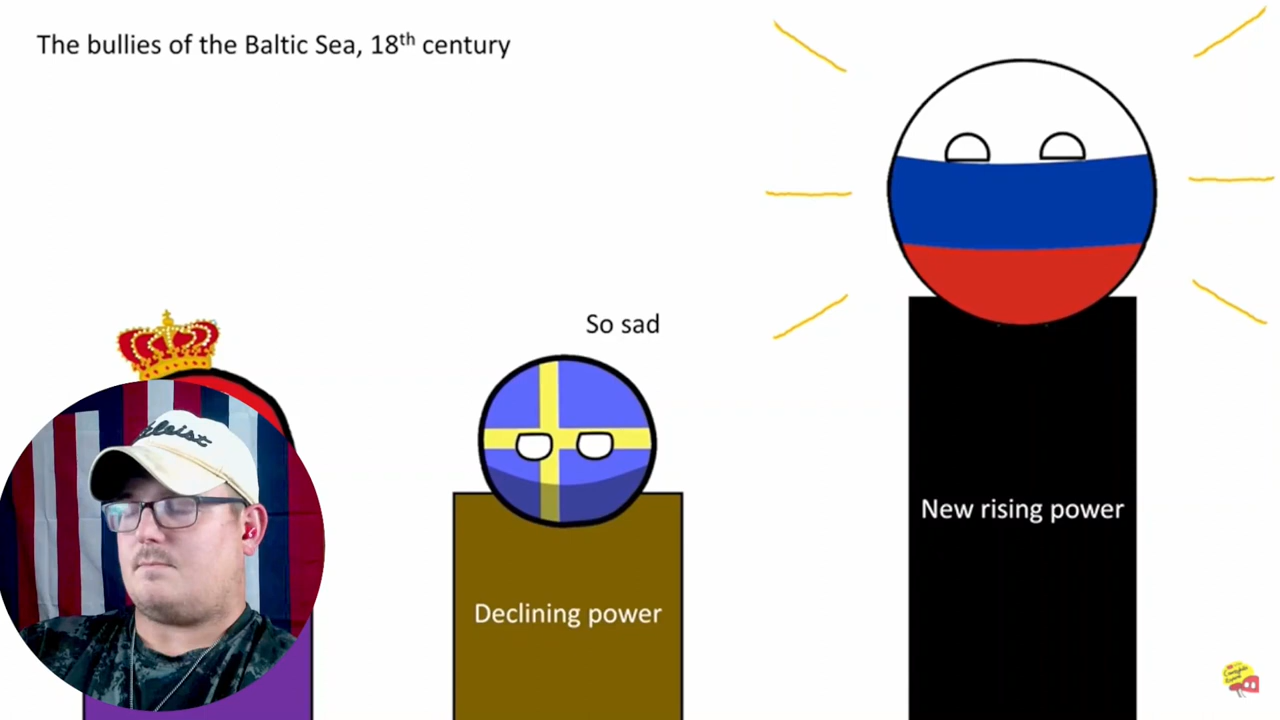 The bullies of the Baltic Sea, 18th century
So sad
New rising power
Declining power